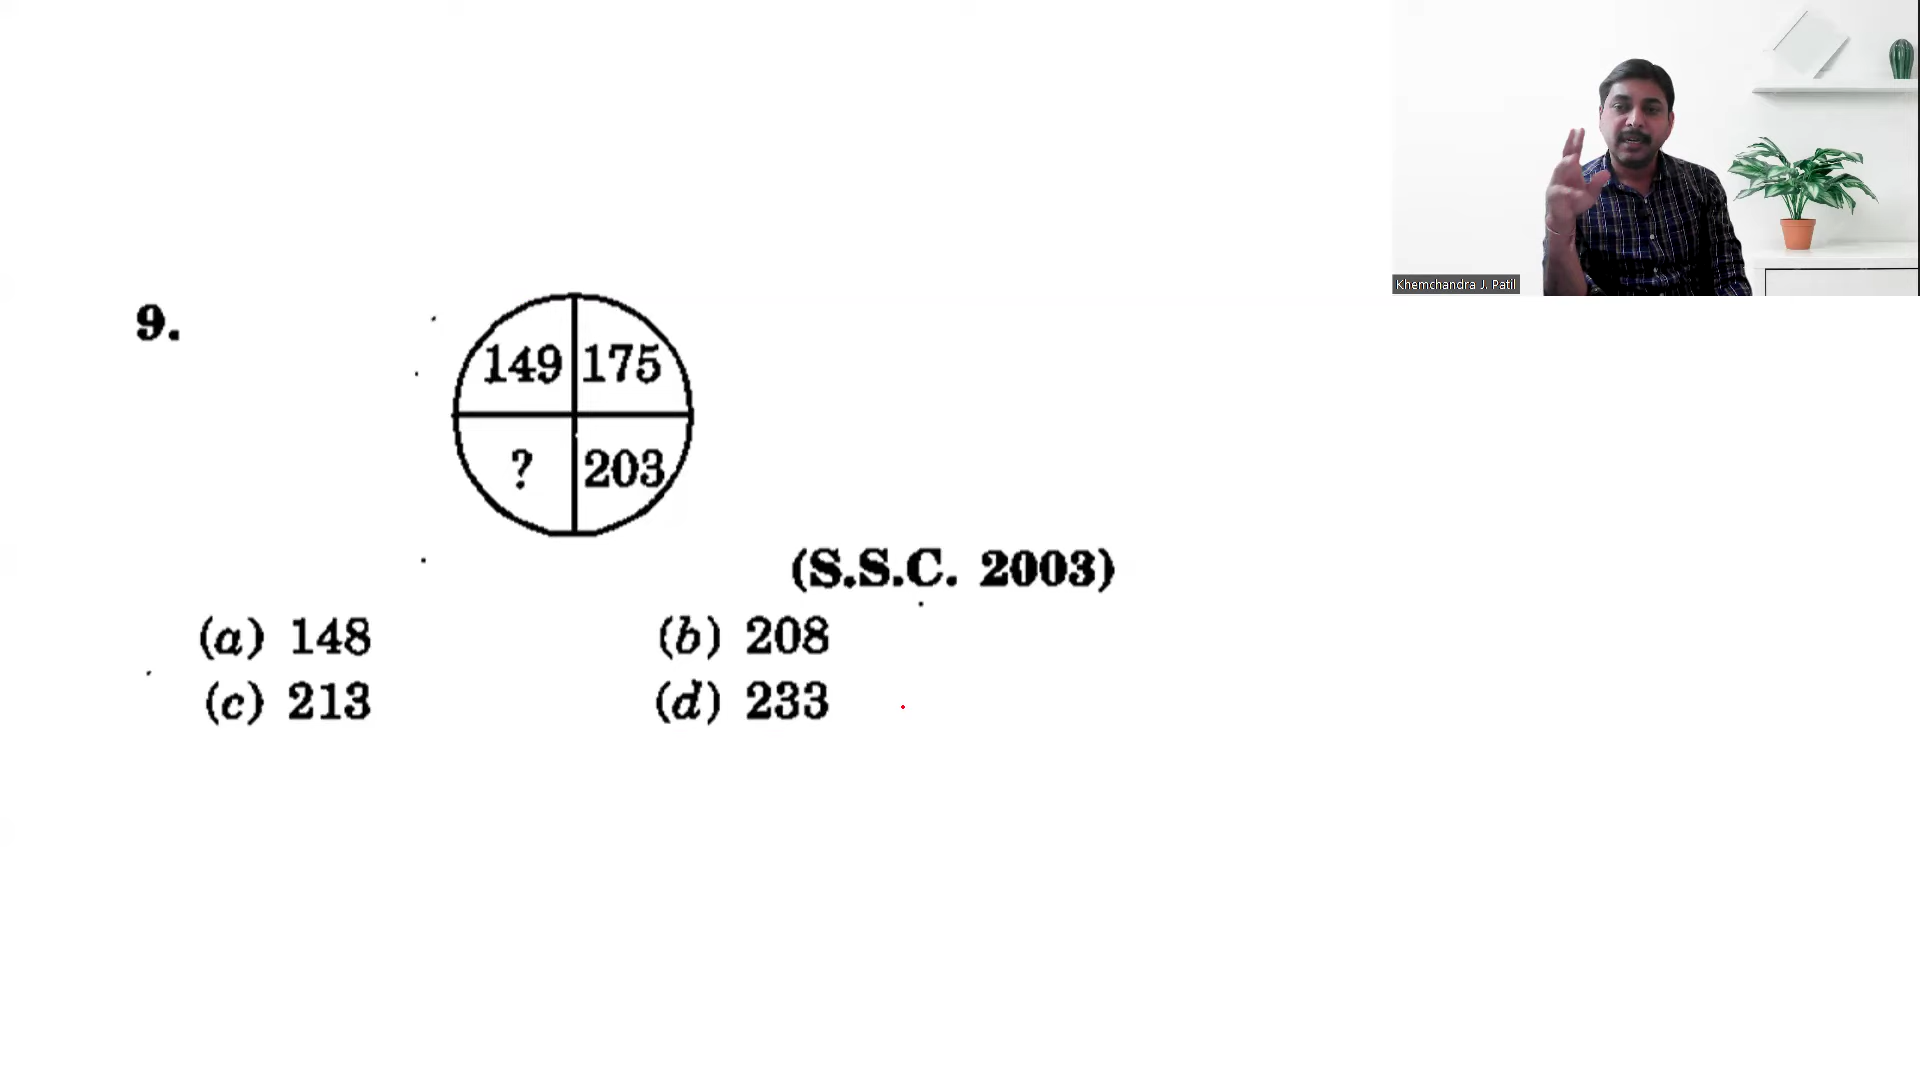 Khemchandra J. Patil
9.
149 175
? 203
(S.S.C. 2003)
(a) 148 (b) 208
(c) 213 (d) 233